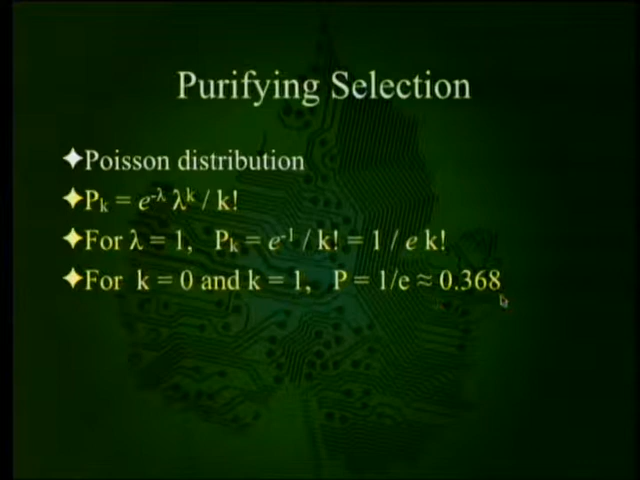 Purifying Selection
Poisson distribution
Pₖ = e⁻λ λᵏ / k!
For λ = 1, Pₖ = e⁻¹ / k! = 1 / e k!
For k = 0 and k = 1, P = 1/e ≈ 0.368